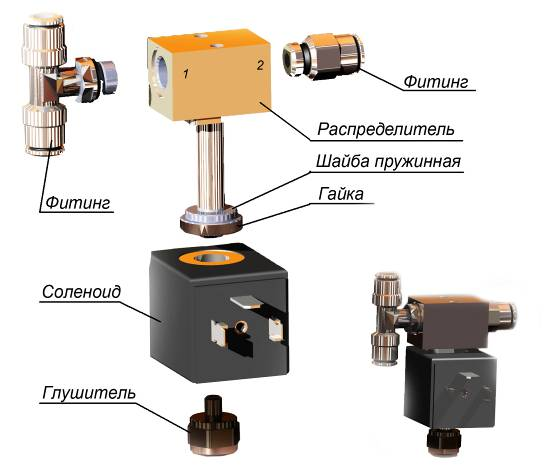 1
2
Фитинг
Распределитель
Шайба пружинная
Гайка
Фитинг
Соленоид
Глушитель